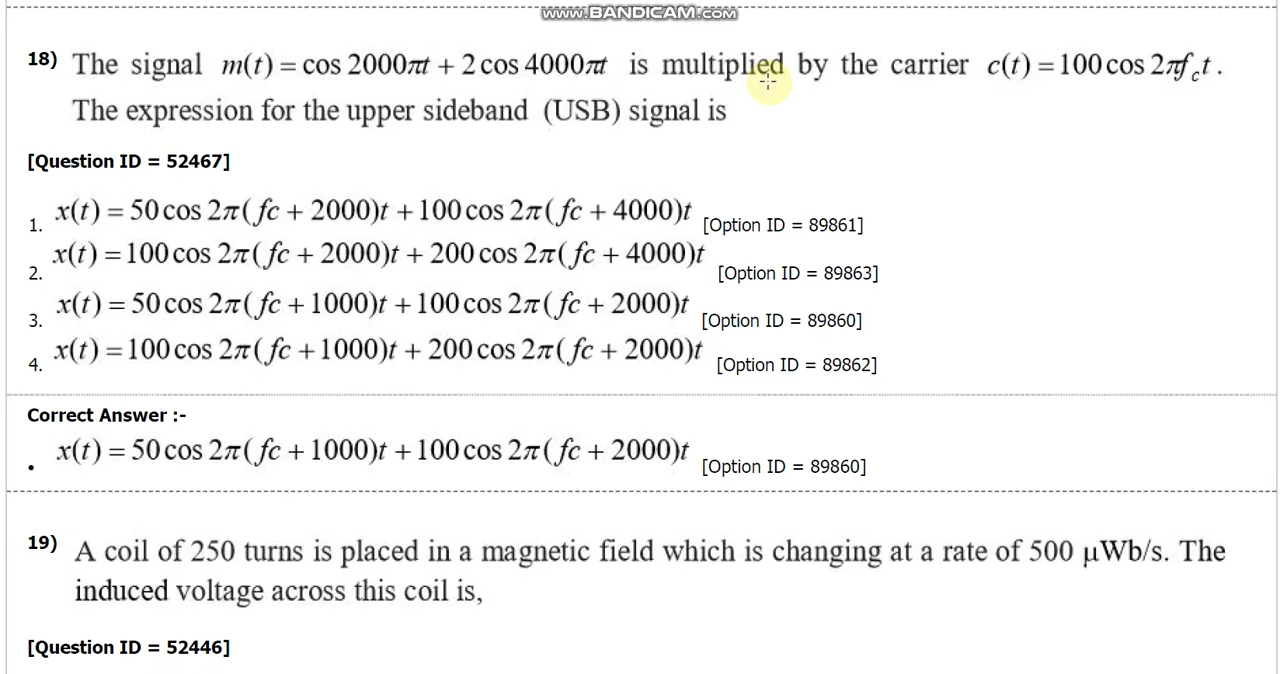 www.BANDICAM.com
18) The signal m(t) = cos 2000πt + 2 cos 4000πt is multiplied by the carrier c(t) = 100 cos 2πf_c t.
The expression for the upper sideband (USB) signal is
[Question ID = 52467]
1. x(t) = 50 cos 2π(fc + 2000)t + 100 cos 2π(fc + 4000)t [Option ID = 89861]
2. x(t) = 100 cos 2π(fc + 2000)t + 200 cos 2π(fc + 4000)t [Option ID = 89863]
3. x(t) = 50 cos 2π(fc + 1000)t + 100 cos 2π(fc + 2000)t [Option ID = 89860]
4. x(t) = 100 cos 2π(fc + 1000)t + 200 cos 2π(fc + 2000)t [Option ID = 89862]
Correct Answer :-
• x(t) = 50 cos 2π(fc + 1000)t + 100 cos 2π(fc + 2000)t [Option ID = 89860]
19) A coil of 250 turns is placed in a magnetic field which is changing at a rate of 500 μWb/s. The
induced voltage across this coil is,
[Question ID = 52446]